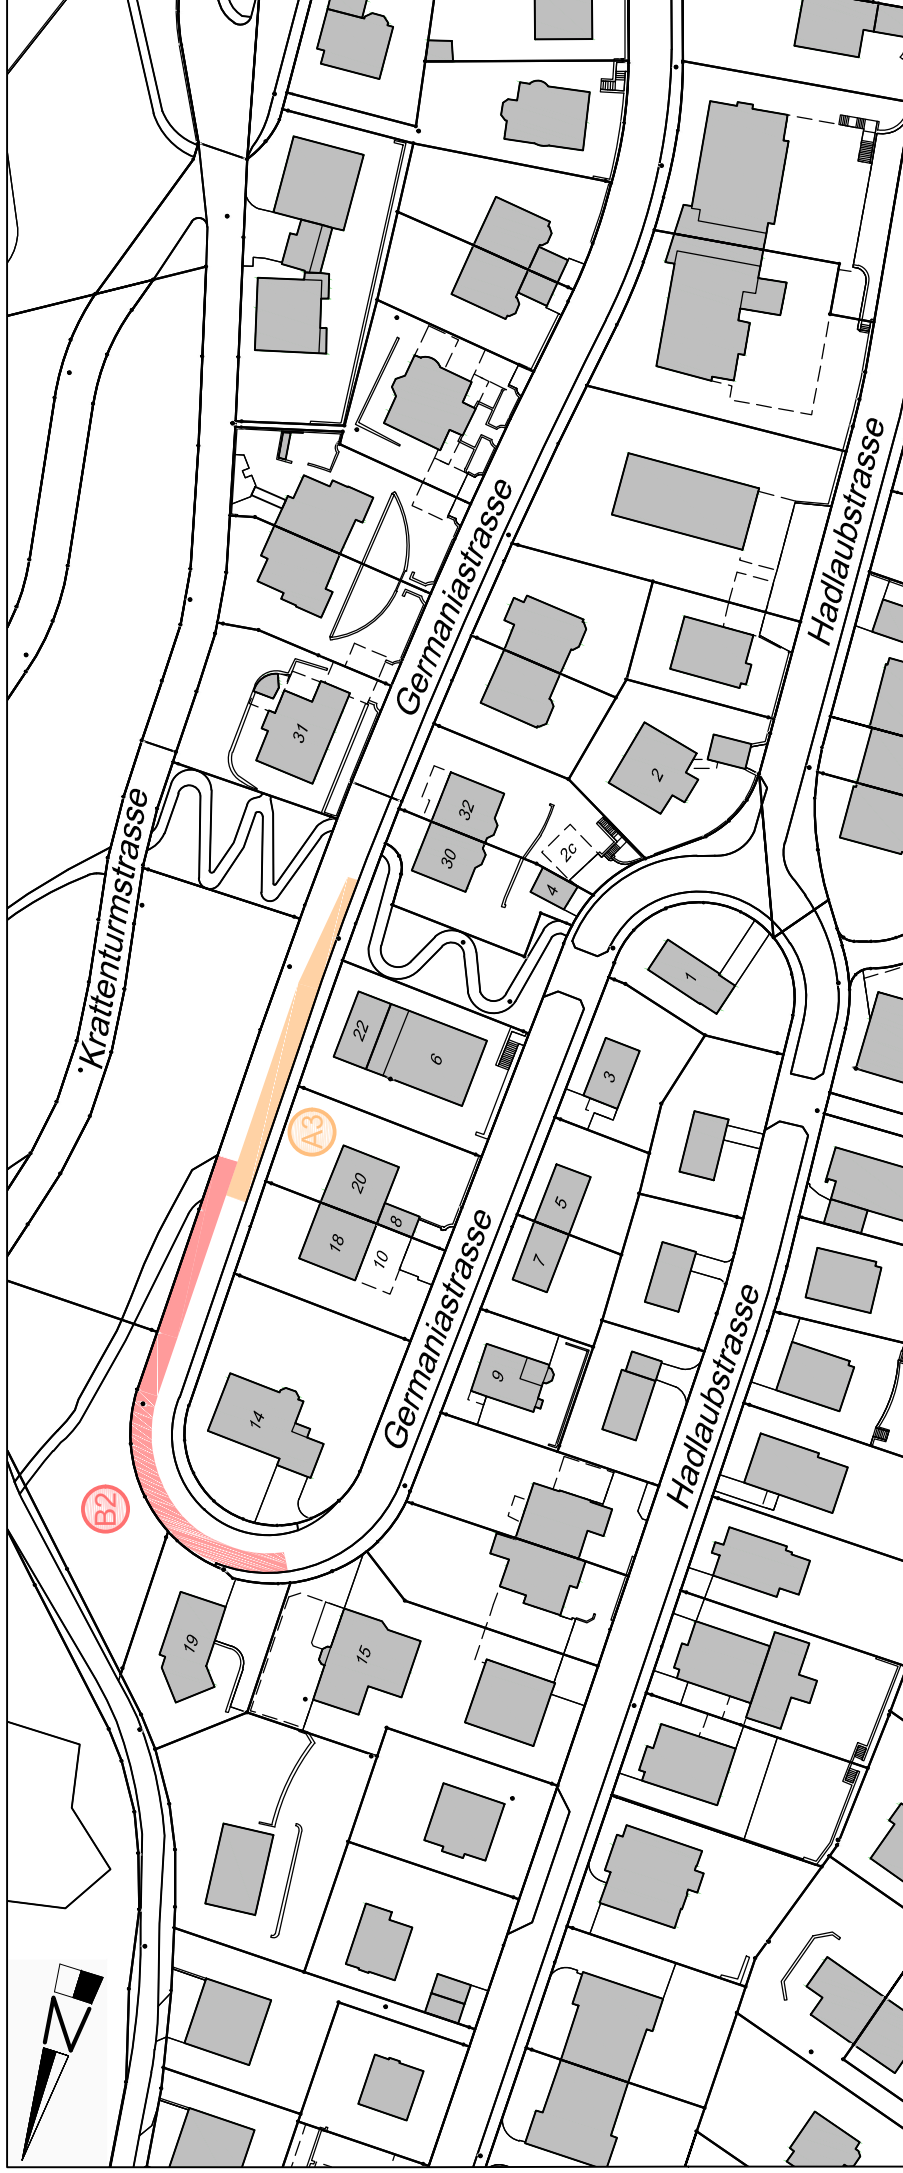 Hadlaubstrasse
Germaniastrasse
31
2
Krattenturmstrasse
32
30
2c
4
1
22
6
3
A3
20
5
8
18
10
7
Germaniastrasse
Hadlaubstrasse
9
14
B2
19
15
N